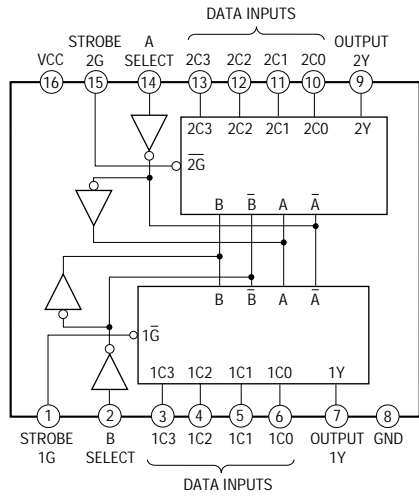 DATA INPUTS
STROBE A
VCC 2G SELECT 2C3 2C2 2C1 2C0 OUTPUT 2Y
16 15 14 13 12 11 10 9
2C3 2C2 2C1 2C0 2Y
2G̅
B B̅ A A̅
B B̅ A A̅
1G̅
1C3 1C2 1C1 1C0 1Y
1 2 3 4 5 6 7 8
STROBE B 1C3 1C2 1C1 1C0 OUTPUT GND
1G SELECT 1Y
DATA INPUTS